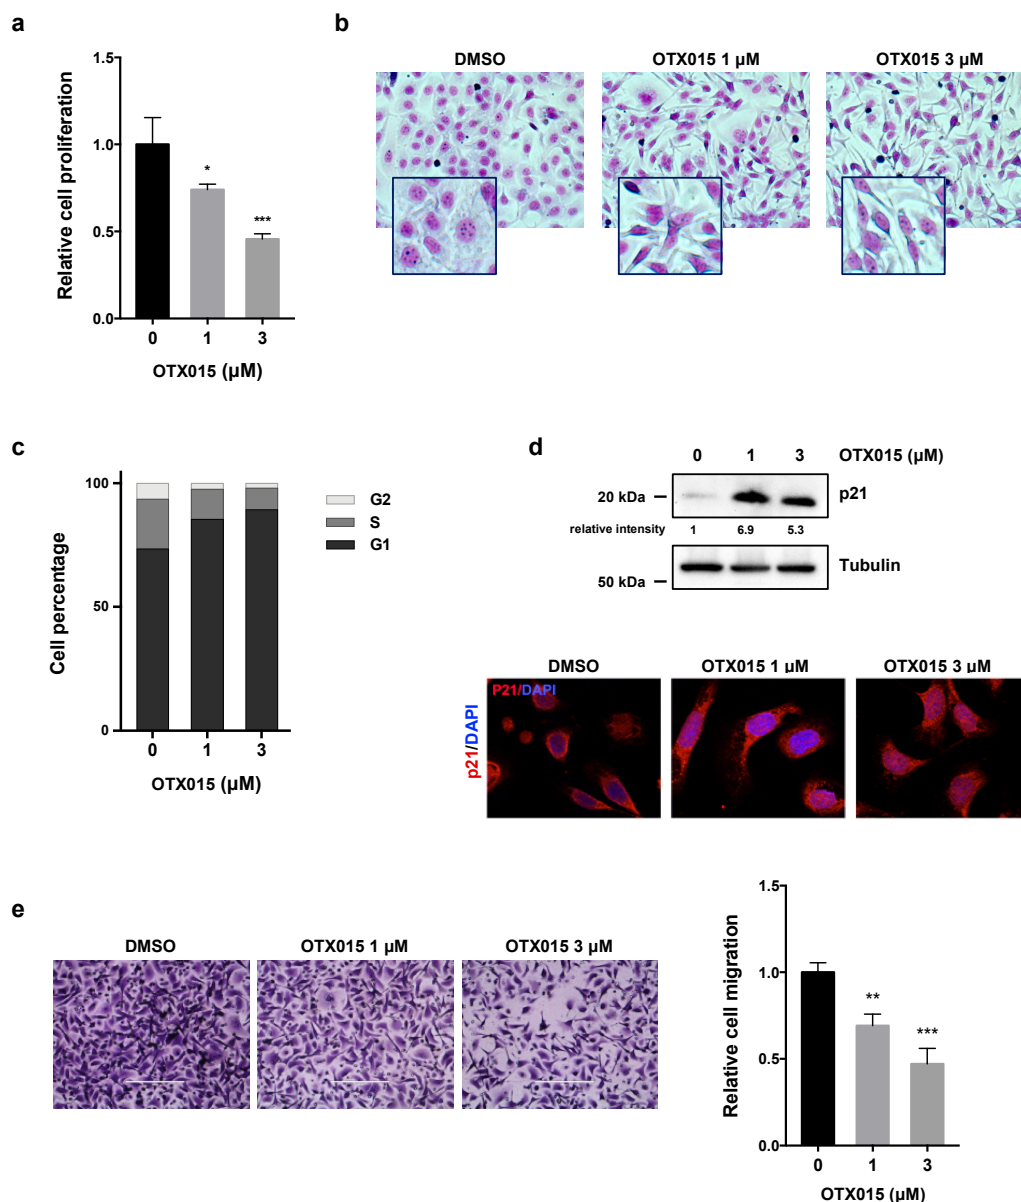 a
1.5
1.0
0.5
0.0
Relative cell proliferation
*
***
0 1 3
OTX015 (µM)
b
DMSO OTX015 1 µM OTX015 3 µM
c
100
50
0
Cell percentage
0 1 3
OTX015 (µM)
G2
S
G1
d
0 1 3 OTX015 (µM)
20 kDa p21
relative intensity 1 6.9 5.3
Tubulin
50 kDa
DMSO OTX015 1 µM OTX015 3 µM
P21/DAPI
p21/DAPI
e
DMSO OTX015 1 µM OTX015 3 µM
1.5
1.0
0.5
0.0
Relative cell migration
**
***
0 1 3
OTX015 (µM)